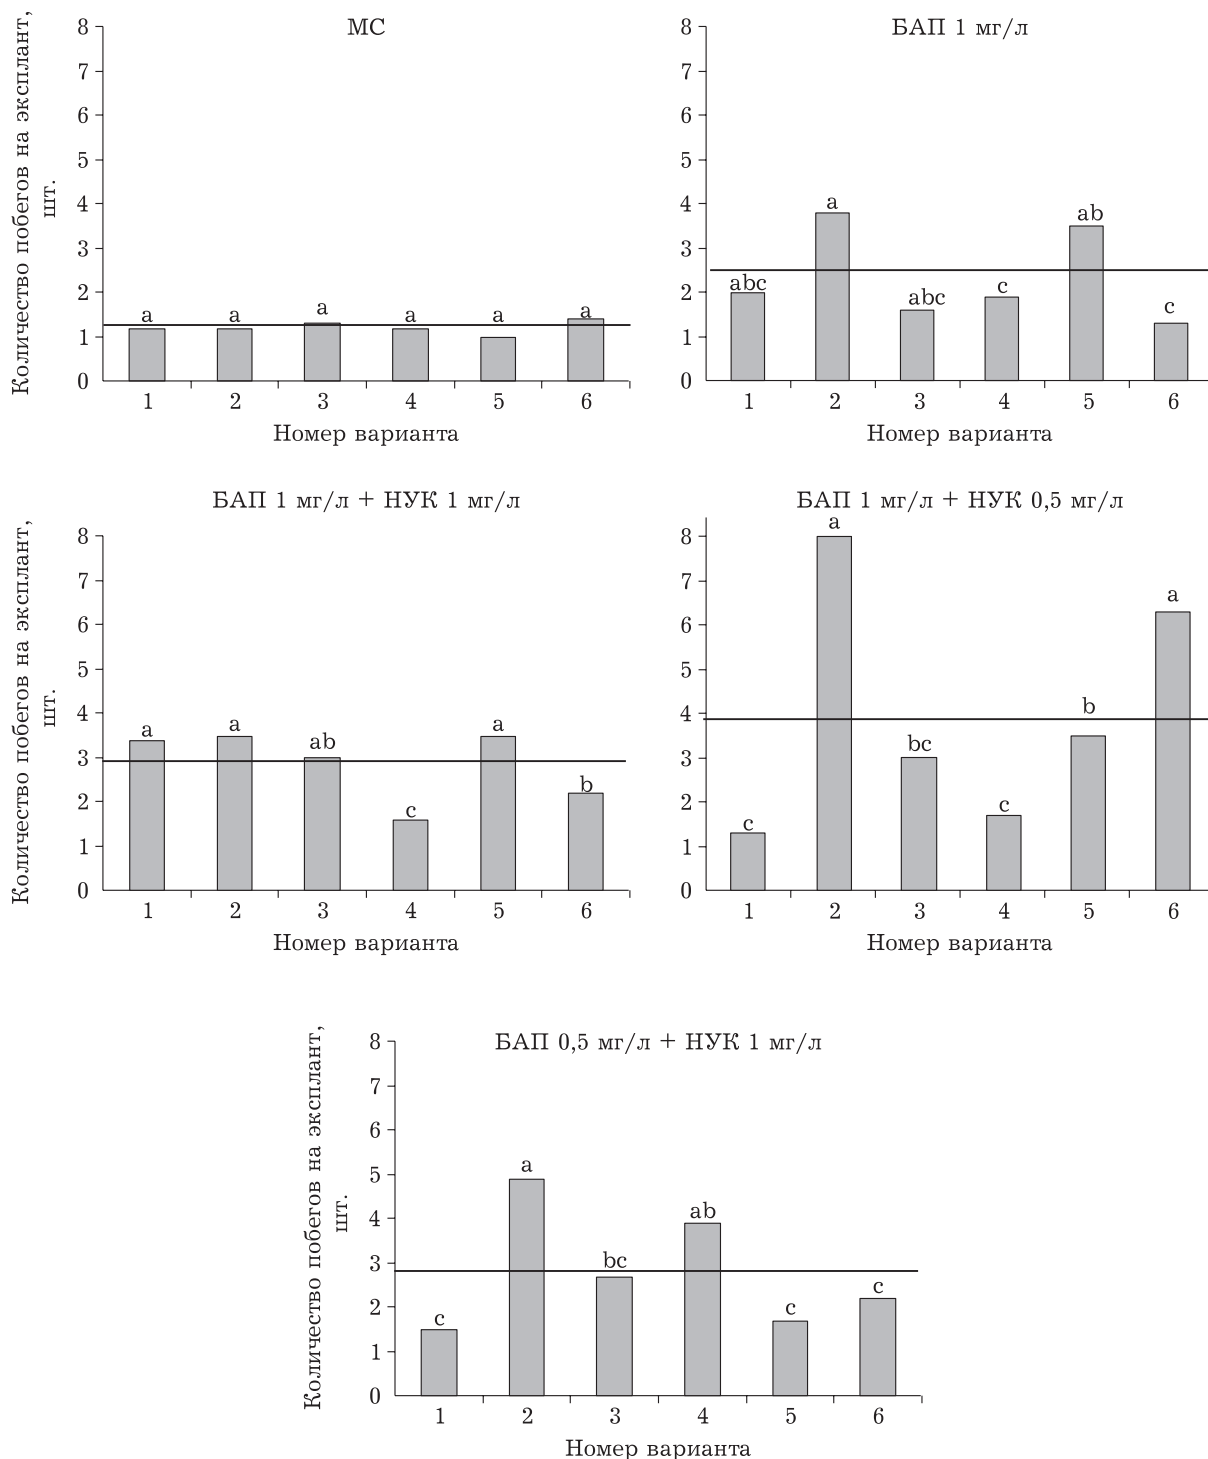 МС
Количество побегов на эксплант,
шт.
8
7
6
5
4
3
2
1
0
a a a a a a
1 2 3 4 5 6
Номер варианта
БАП 1 мг/л
8
7
6
5
4
3
2
1
0
abc a abc c ab c
1 2 3 4 5 6
Номер варианта
БАП 1 мг/л + НУК 1 мг/л
Количество побегов на эксплант,
шт.
8
7
6
5
4
3
2
1
0
a a ab c a b
1 2 3 4 5 6
Номер варианта
БАП 1 мг/л + НУК 0,5 мг/л
8
7
6
5
4
3
2
1
0
c a bc c b a
1 2 3 4 5 6
Номер варианта
БАП 0,5 мг/л + НУК 1 мг/л
Количество побегов на эксплант,
шт.
8
7
6
5
4
3
2
1
0
c a bc ab c c
1 2 3 4 5 6
Номер варианта